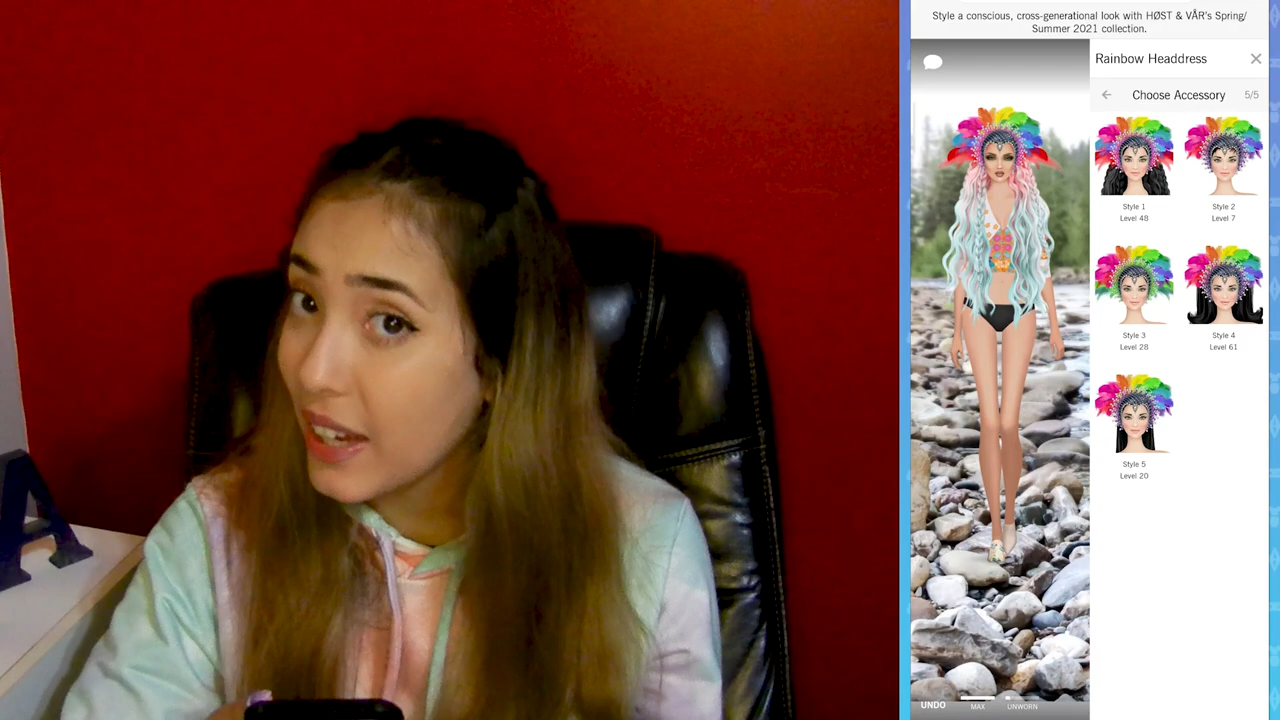 Style a conscious, cross-generational look with HØST & VÅR's Spring/
Summer 2021 collection.
Rainbow Headdress
Choose Accessory 5/5
Style 1
Level 48
Style 2
Level 7
Style 3
Level 28
Style 4
Level 61
Style 5
Level 20
UNDO
MAX
UNWORN
A